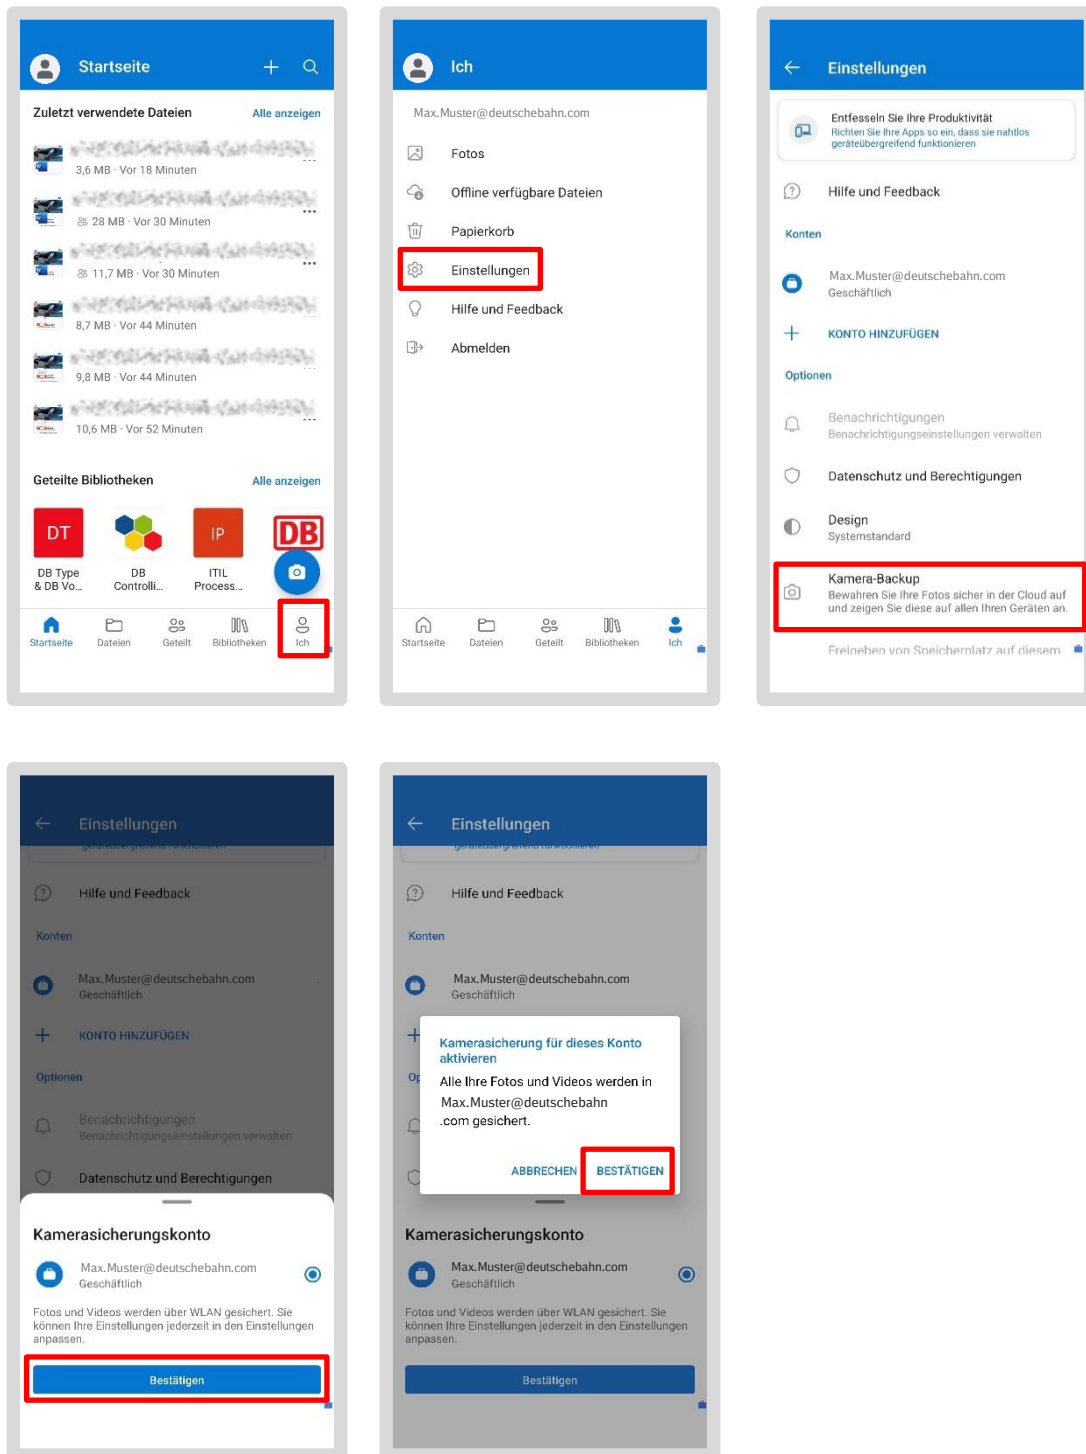 Startseite
Zuletzt verwendete Dateien
Alle anzeigen
3,6 MB · Vor 18 Minuten
28 MB · Vor 30 Minuten
11,7 MB · Vor 30 Minuten
8,7 MB · Vor 44 Minuten
9,8 MB · Vor 44 Minuten
10,6 MB · Vor 52 Minuten
Geteilte Bibliotheken
Alle anzeigen
DT
IP
DB
DB Type
& DB Vo...
DB
Controlli...
ITIL
Process...
Startseite
Dateien
Geteilt
Bibliotheken
Ich
Ich
Max.Muster@deutschebahn.com
Fotos
Offline verfügbare Dateien
Papierkorb
Einstellungen
Hilfe und Feedback
Abmelden
Startseite
Dateien
Geteilt
Bibliotheken
Ich
Einstellungen
Entfesseln Sie Ihre Produktivität
Richten Sie Ihre Apps so ein, dass sie nahtlos
geräteübergreifend funktionieren
Hilfe und Feedback
Konten
Max.Muster@deutschebahn.com
Geschäftlich
KONTO HINZUFÜGEN
Optionen
Benachrichtigungen
Benachrichtigungseinstellungen verwalten
Datenschutz und Berechtigungen
Design
Systemstandard
Kamera-Backup
Bewahren Sie Ihre Fotos sicher in der Cloud auf
und zeigen Sie diese auf allen Ihren Geräten an.
Freigeben von Speicherplatz auf diesem
Einstellungen
geräteübergreifend funktionieren
Hilfe und Feedback
Konten
Max.Muster@deutschebahn.com
Geschäftlich
KONTO HINZUFÜGEN
Optionen
Benachrichtigungen
Benachrichtigungseinstellungen verwalten
Datenschutz und Berechtigungen
Kamerasicherungskonto
Max.Muster@deutschebahn.com
Geschäftlich
Fotos und Videos werden über WLAN gesichert. Sie
können Ihre Einstellungen jederzeit in den Einstellungen
anpassen.
Bestätigen
Einstellungen
geräteübergreifend funktionieren
Hilfe und Feedback
Konten
Max.Muster@deutschebahn.com
Geschäftlich
Op
Kamerasicherung für dieses Konto
aktivieren
Alle Ihre Fotos und Videos werden in
Max.Muster@deutschebahn
.com gesichert.
ABBRECHEN
BESTÄTIGEN
Kamerasicherungskonto
Max.Muster@deutschebahn.com
Geschäftlich
Fotos und Videos werden über WLAN gesichert. Sie
können Ihre Einstellungen jederzeit in den Einstellungen
anpassen.
Bestätigen